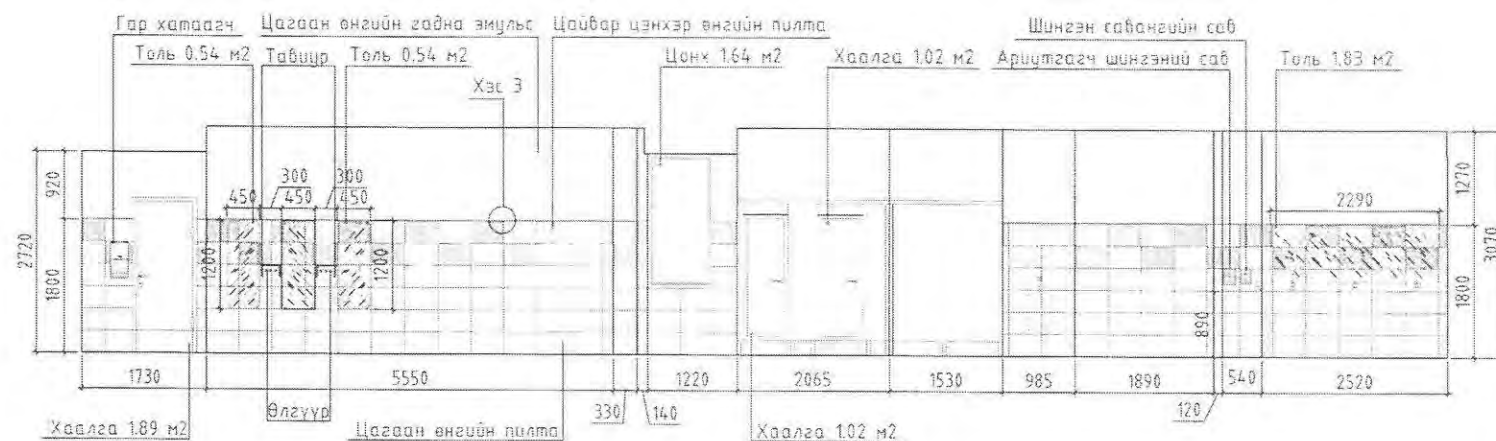 Гар хатаагч
Цагаан өнгийн гадна эмульс
Цайвар цэнхэр өнгийн пилта
Шингэн савангийн сав
Толь 0.54 м2
Тавиур
Толь 0.54 м2
Цонх 1.64 м2
Хаалга 1.02 м2
Ариутгагч шингэний сав
Толь 1.83 м2
Хэс 3
300
300
450
450
450
920
2720
1800
1200
1200
2290
1270
3070
1800
890
1730
5550
330
140
1220
2065
1530
985
1890
120
540
2520
Өлгүүр
Хаалга 1.89 м2
Цагаан өнгийн пилта
Хаалга 1.02 м2